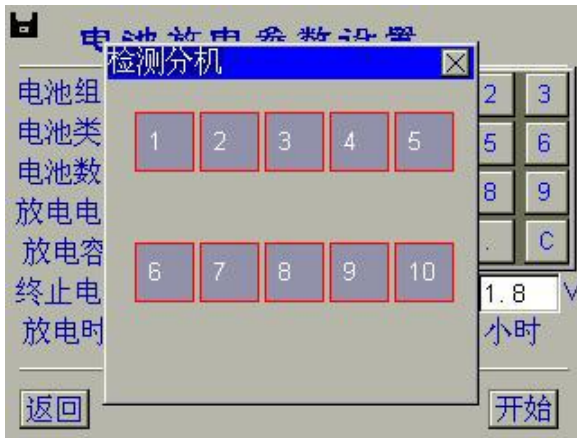 电池放电参数设置
检测分机
电池组
2 3
电池类
1 2 3 4 5
5 6
电池数
8 9
放电电
. C
放电容
6 7 8 9 10
终止电
1.8 V
放电时
小时
返回
开始